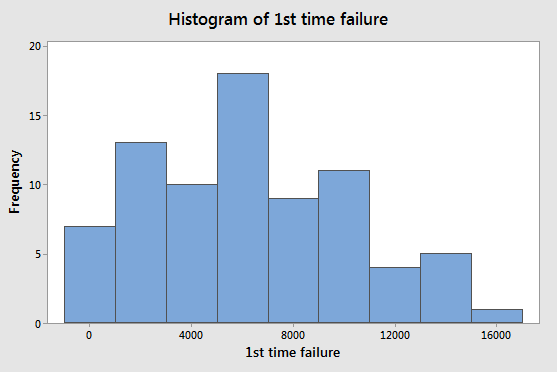 Histogram of 1st time failure
20
15
10
5
0
Frequency
0 4000 8000 12000 16000
1st time failure